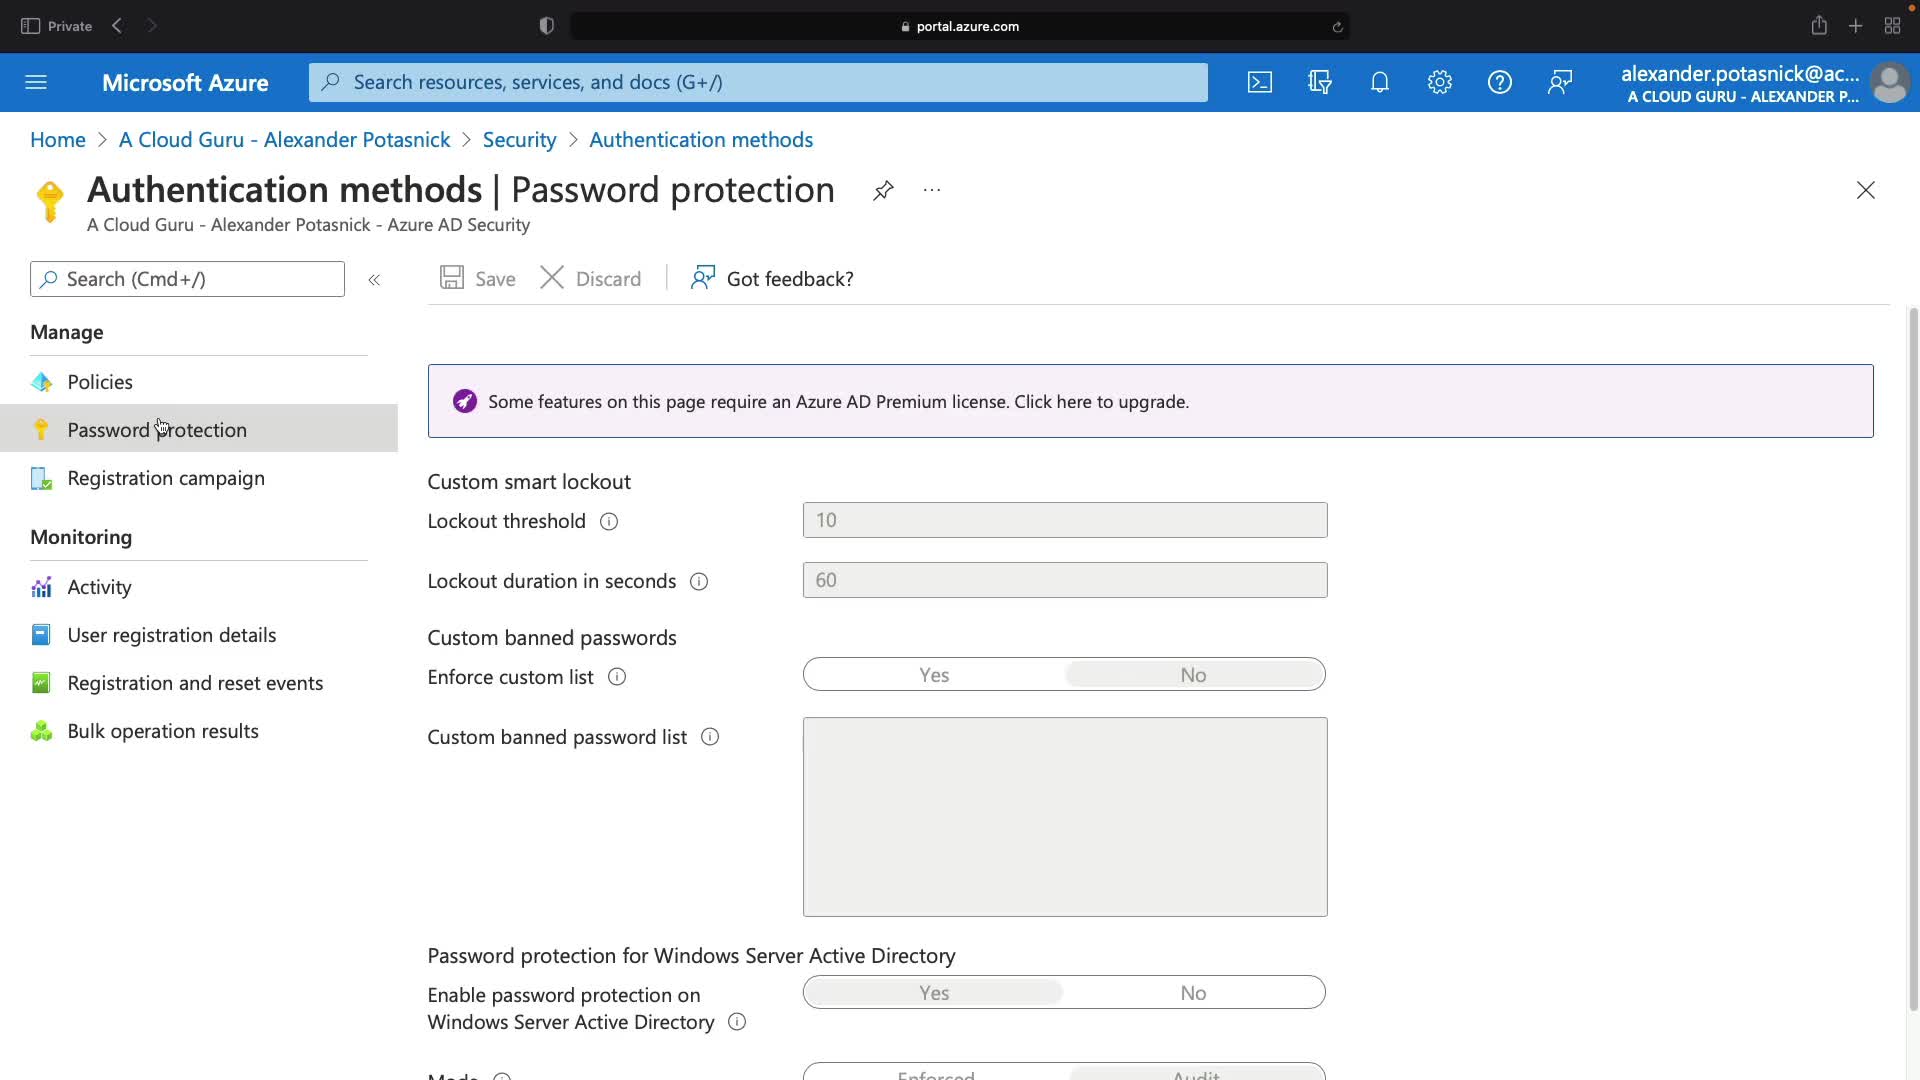 Private
portal.azure.com
Microsoft Azure
Search resources, services, and docs (G+/)
alexander.potasnick@ac...
A CLOUD GURU - ALEXANDER P...
Home > A Cloud Guru - Alexander Potasnick > Security > Authentication methods
Authentication methods | Password protection
...
A Cloud Guru - Alexander Potasnick - Azure AD Security
Search (Cmd+/)
«
Save
Discard
Got feedback?
Manage
Policies
Password protection
Registration campaign
Monitoring
Activity
User registration details
Registration and reset events
Bulk operation results
Some features on this page require an Azure AD Premium license. Click here to upgrade.
Custom smart lockout
Lockout threshold
10
Lockout duration in seconds
60
Custom banned passwords
Enforce custom list
Yes No
Custom banned password list
Password protection for Windows Server Active Directory
Enable password protection on
Windows Server Active Directory
Yes No
Mode
Enforced Audit